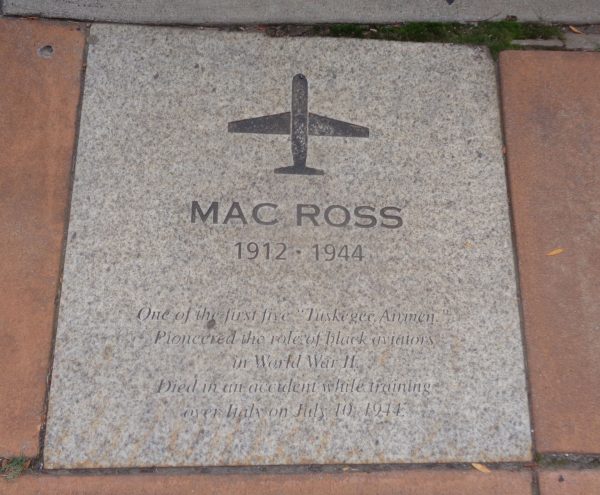 MAC ROSS
1912 · 1944
One of the first five "Tuskegee Airmen."
Pioneered the role of black aviators
in World War II.
Died in an accident while training
over Italy on July 10, 1944.